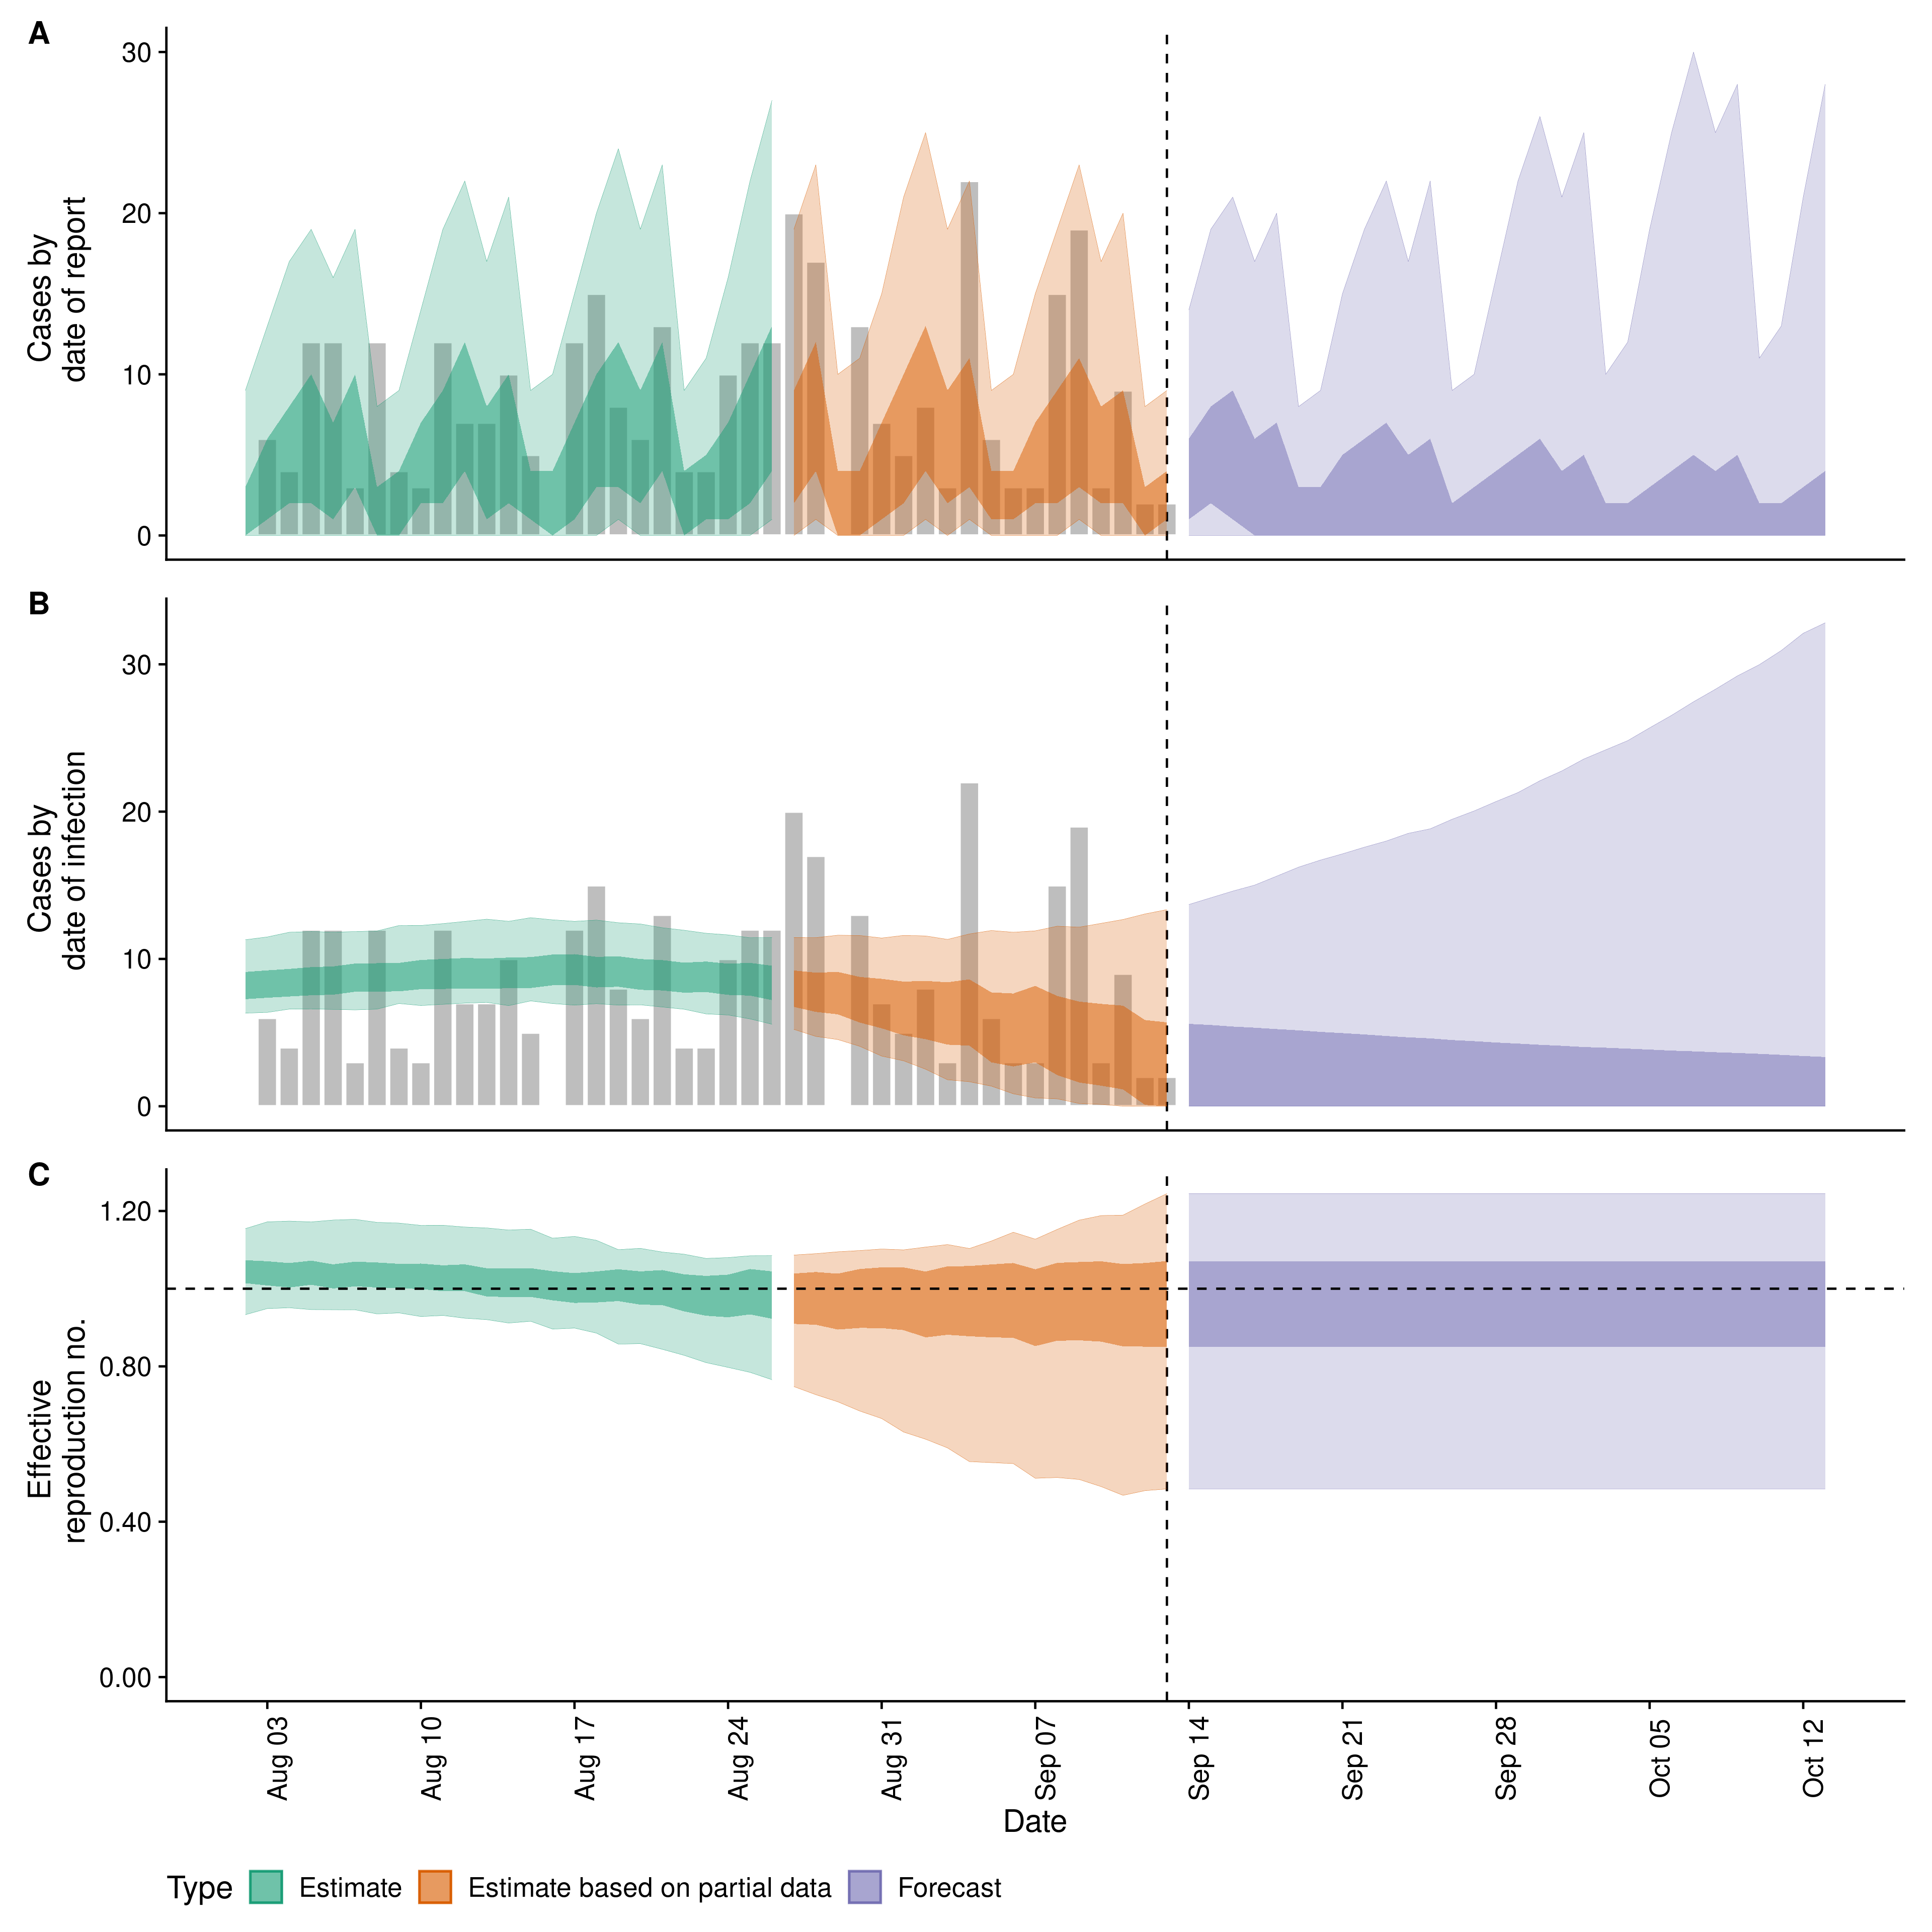 A
Cases by
date of report
30
20
10
0
B
Cases by
date of infection
30
20
10
0
C
Effective
reproduction no.
1.20
0.80
0.40
0.00
Aug 03
Aug 10
Aug 17
Aug 24
Aug 31
Sep 07
Sep 14
Sep 21
Sep 28
Oct 05
Oct 12
Date
Type Estimate Estimate based on partial data Forecast